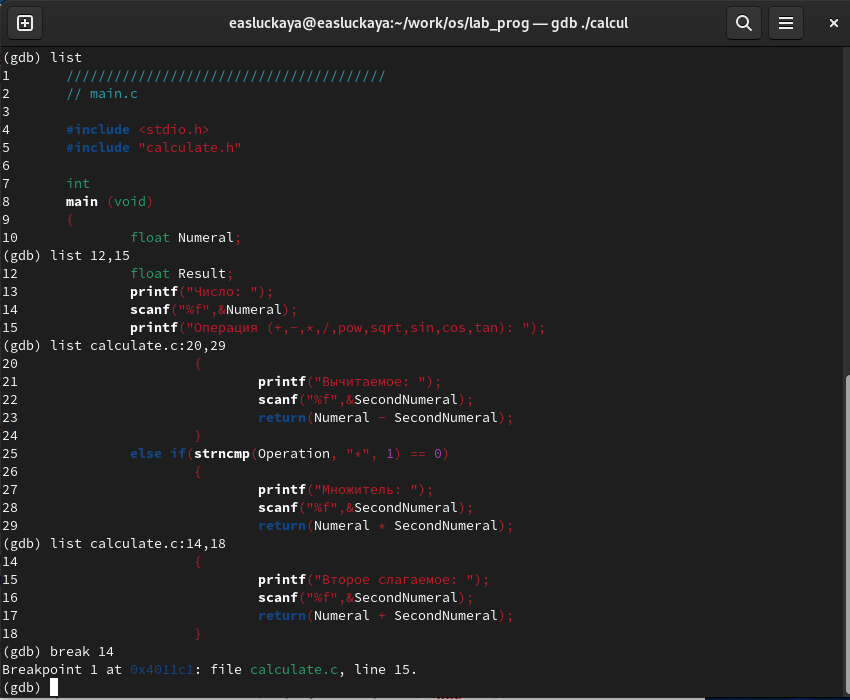 easluckaya@easluckaya:~/work/os/lab_prog — gdb ./calcul
(gdb) list
1       ////////////////////////////////////////
2       // main.c
3
4       #include <stdio.h>
5       #include "calculate.h"
6
7       int
8       main (void)
9       {
10              float Numeral;
(gdb) list 12,15
12              float Result;
13              printf("Число: ");
14              scanf("%f",&Numeral);
15              printf("Операция (+,-,*,/,pow,sqrt,sin,cos,tan): ");
(gdb) list calculate.c:20,29
20                      {
21                              printf("Вычитаемое: ");
22                              scanf("%f",&SecondNumeral);
23                              return(Numeral - SecondNumeral);
24                      }
25              else if(strncmp(Operation, "*", 1) == 0)
26                      {
27                              printf("Множитель: ");
28                              scanf("%f",&SecondNumeral);
29                              return(Numeral * SecondNumeral);
(gdb) list calculate.c:14,18
14                      {
15                              printf("Второе слагаемое: ");
16                              scanf("%f",&SecondNumeral);
17                              return(Numeral + SecondNumeral);
18                      }
(gdb) break 14
Breakpoint 1 at 0x4011c1: file calculate.c, line 15.
(gdb)